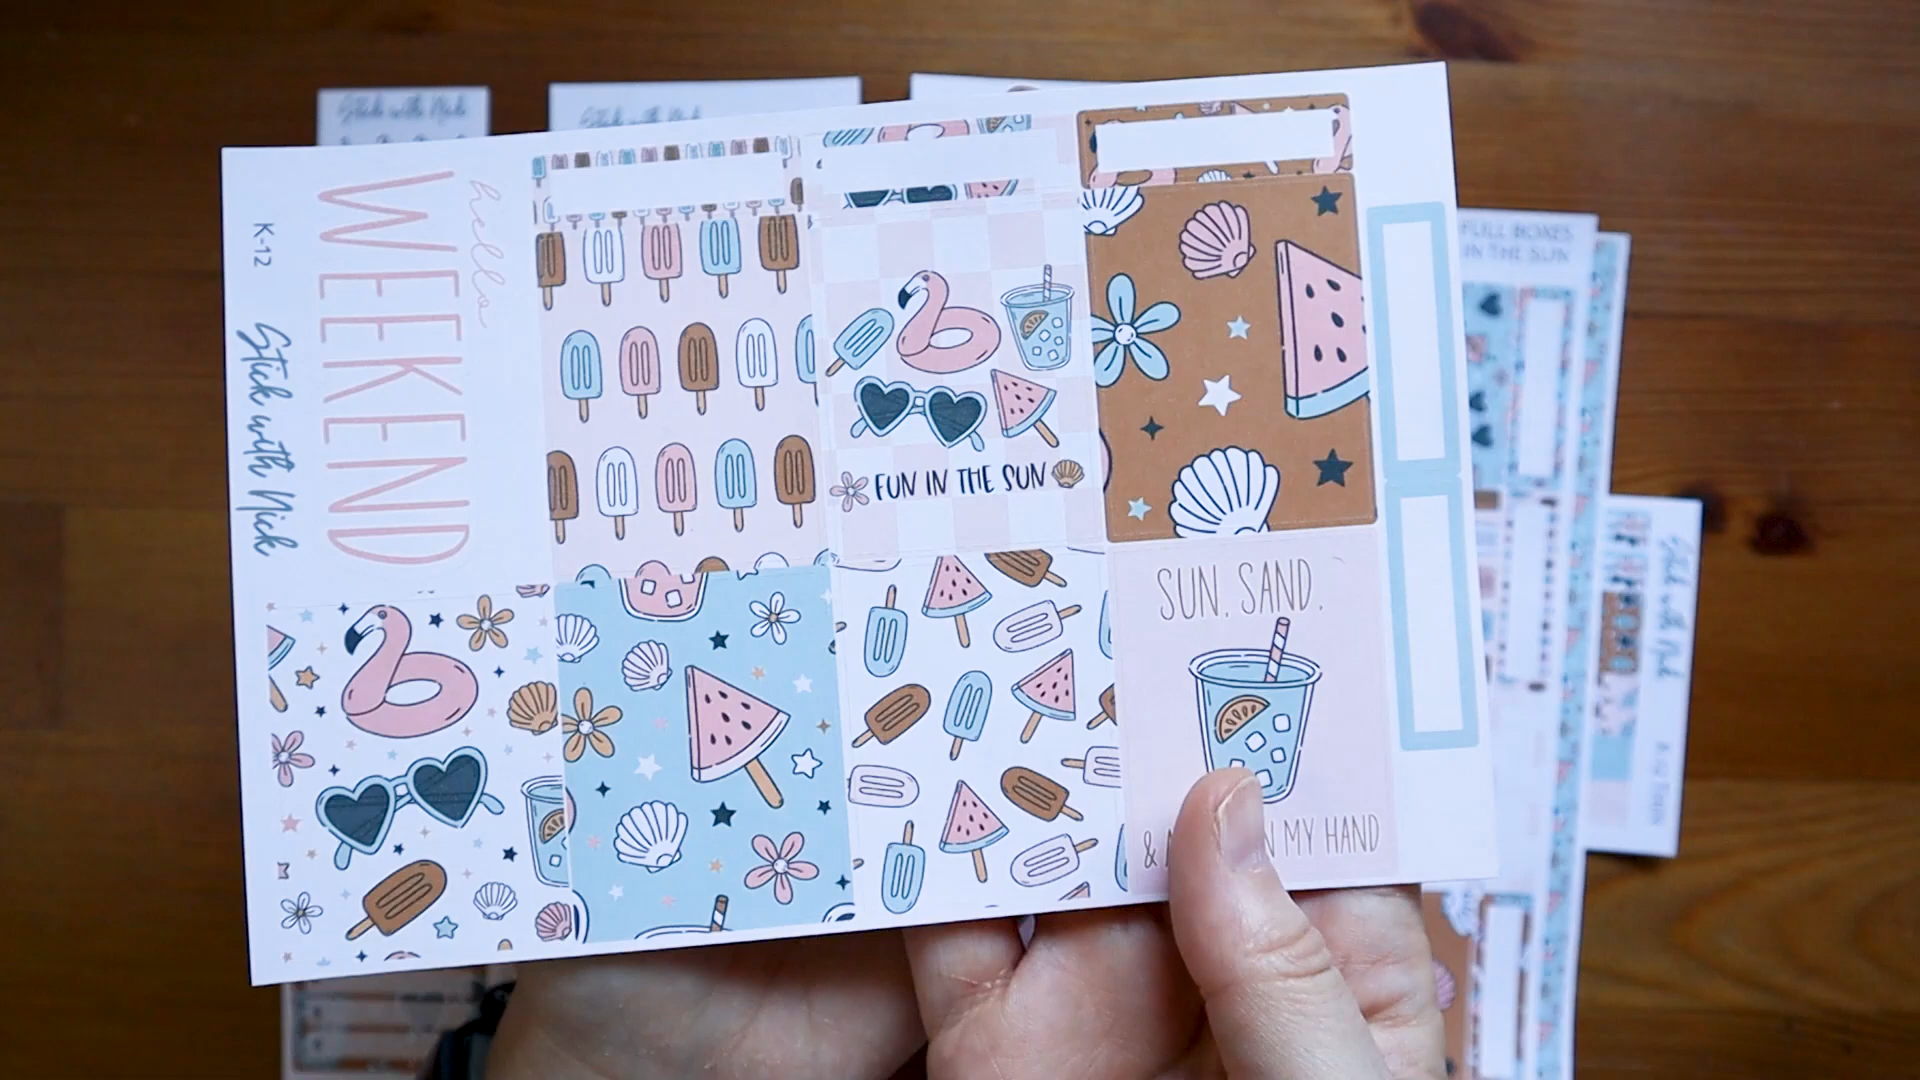 Stick with Nick
Stick with Nick
K-12
Stick with Nick
hello
WEEKEND
FUN IN THE SUN
SUN, SAND,
& A N MY HAND
FULL BOXES
IN THE SUN
Stick with Nick